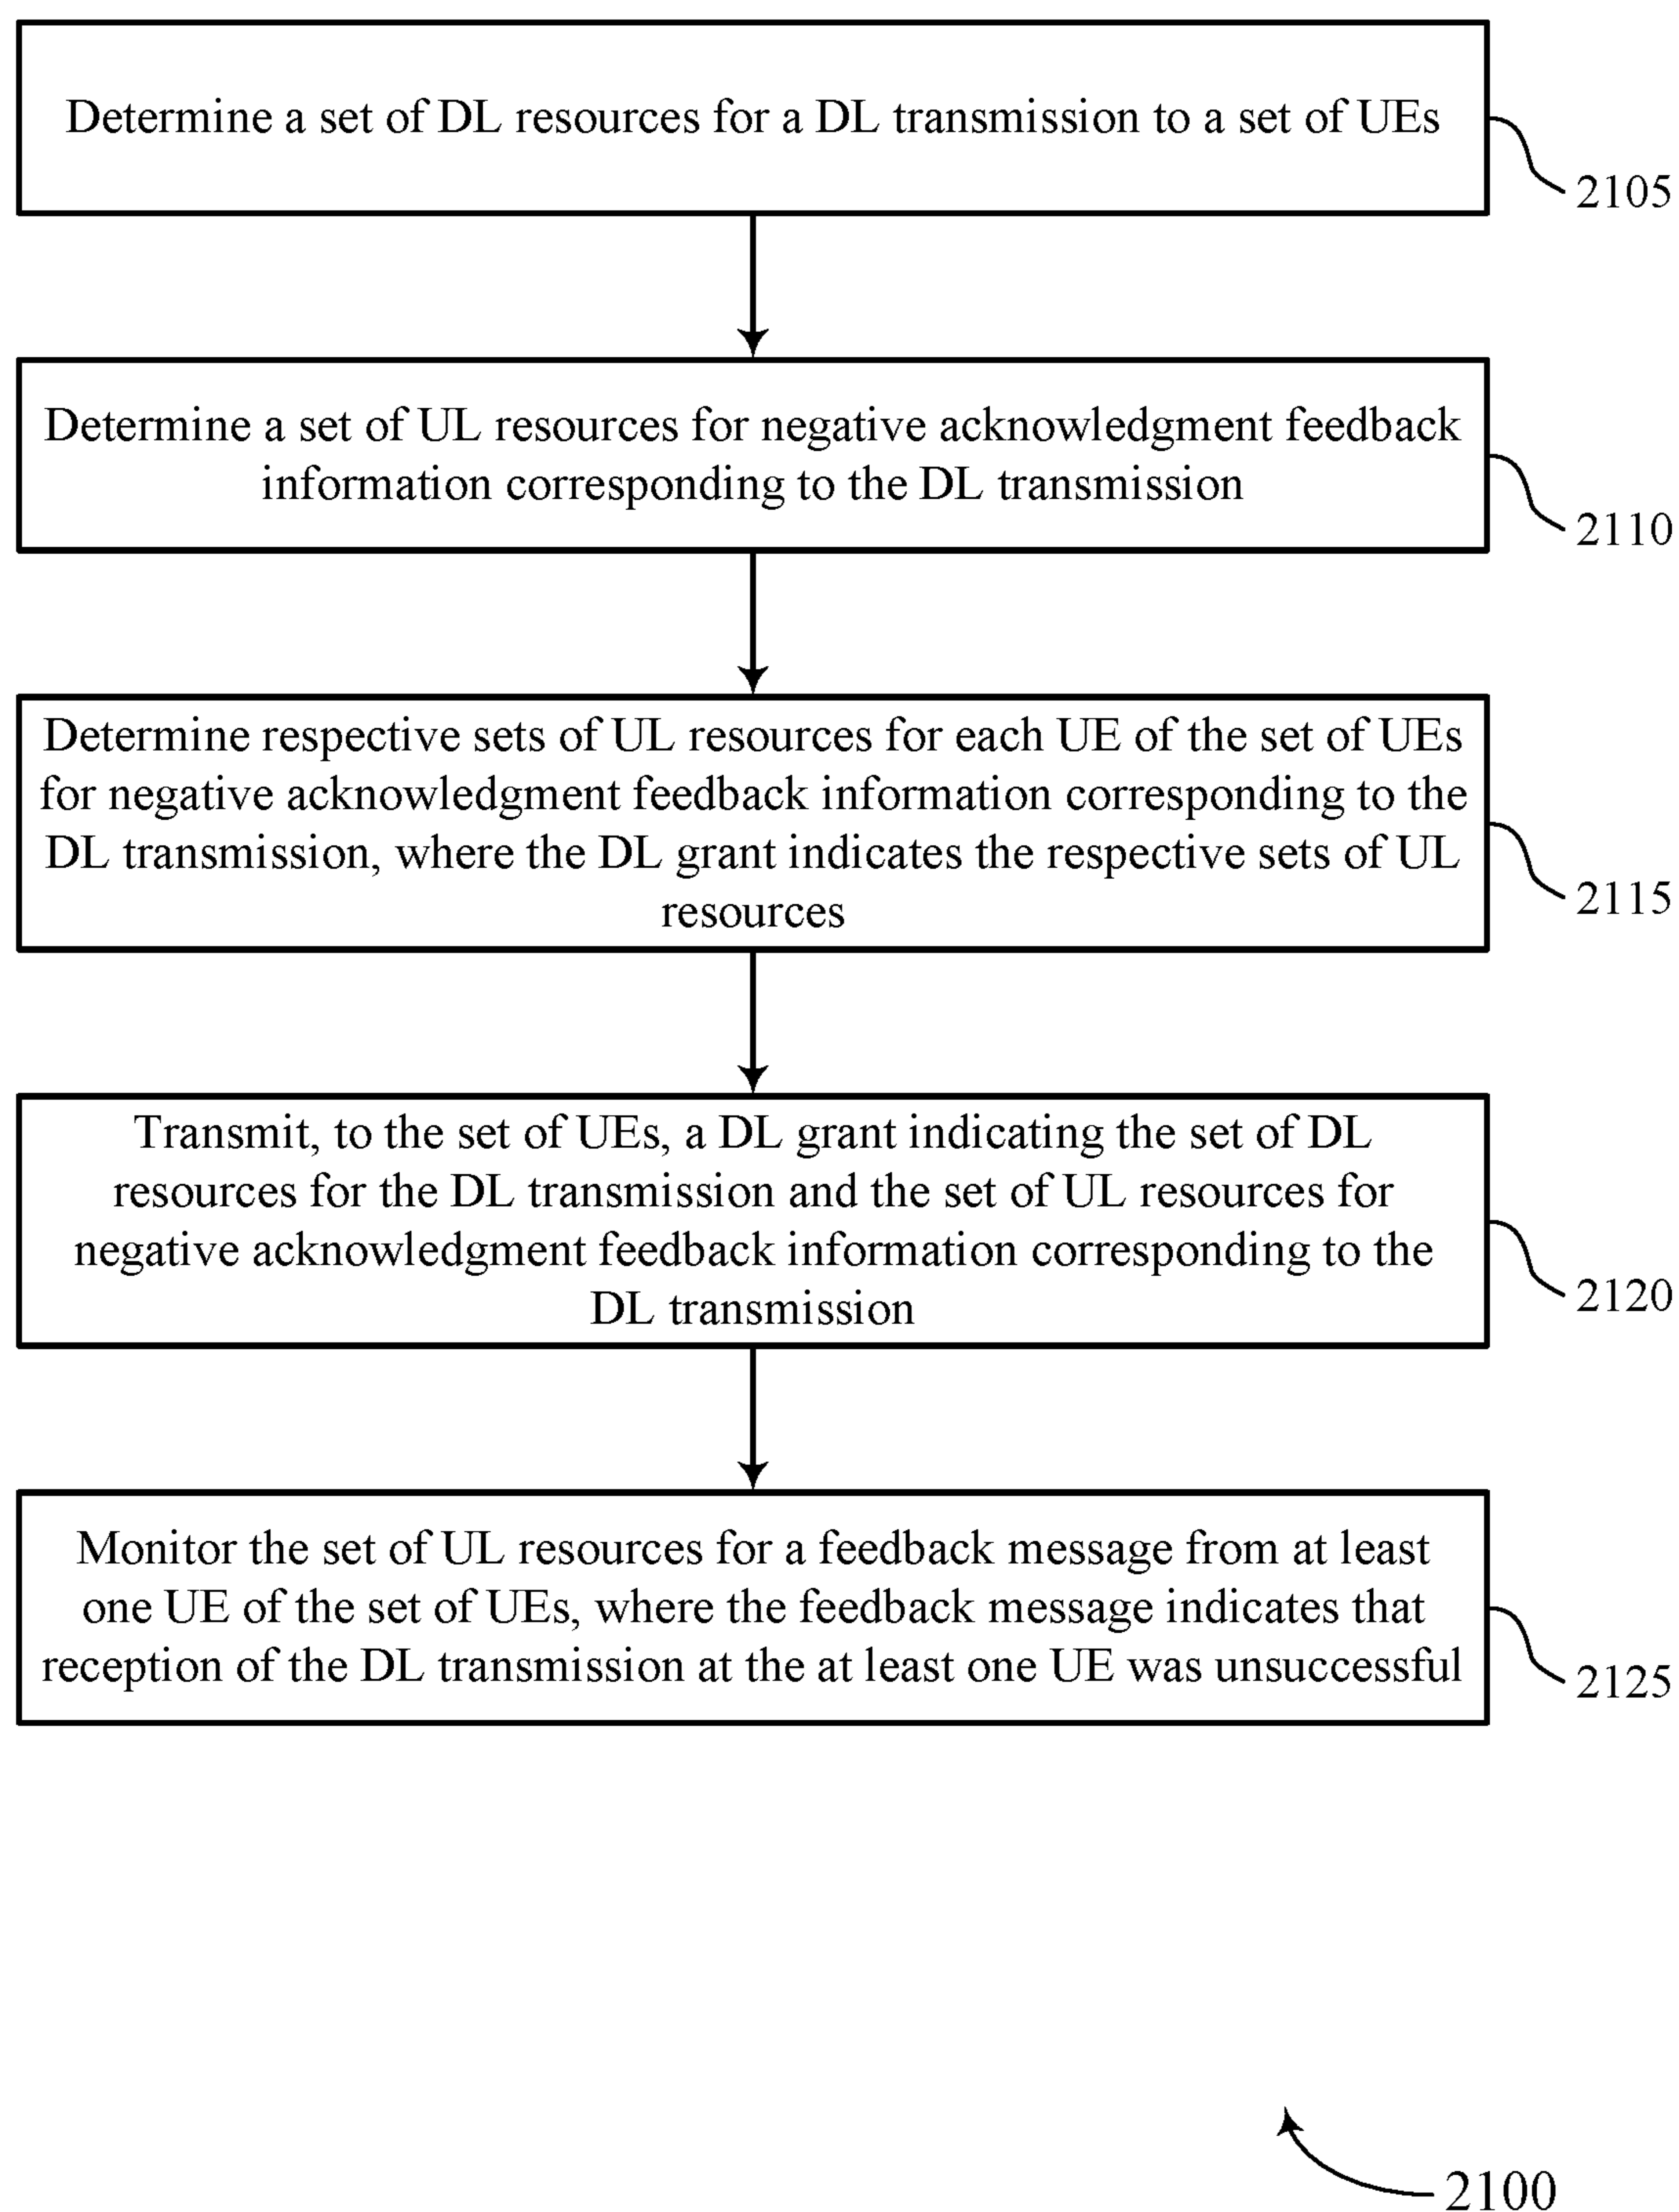 Determine a set of DL resources for a DL transmission to a set of UEs
2105
Determine a set of UL resources for negative acknowledgment feedback
information corresponding to the DL transmission
2110
Determine respective sets of UL resources for each UE of the set of UEs
for negative acknowledgment feedback information corresponding to the
DL transmission, where the DL grant indicates the respective sets of UL
resources
2115
Transmit, to the set of UEs, a DL grant indicating the set of DL
resources for the DL transmission and the set of UL resources for
negative acknowledgment feedback information corresponding to the
DL transmission
2120
Monitor the set of UL resources for a feedback message from at least
one UE of the set of UEs, where the feedback message indicates that
reception of the DL transmission at the at least one UE was unsuccessful
2125
2100